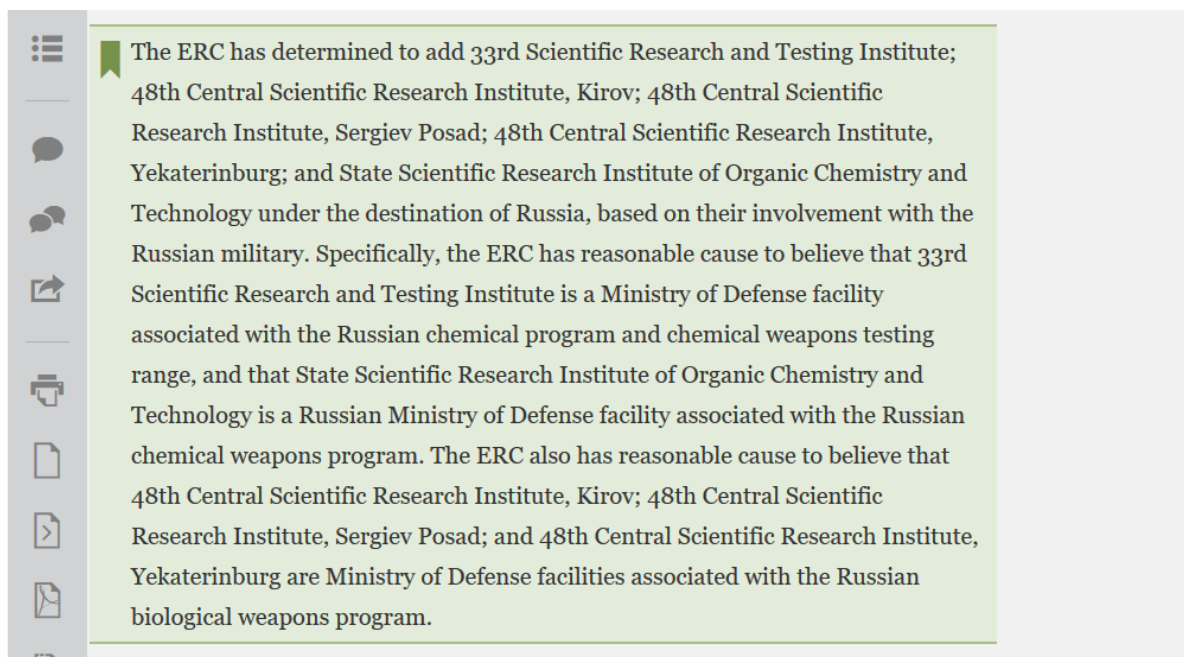 The ERC has determined to add 33rd Scientific Research and Testing Institute;
48th Central Scientific Research Institute, Kirov; 48th Central Scientific
Research Institute, Sergiev Posad; 48th Central Scientific Research Institute,
Yekaterinburg; and State Scientific Research Institute of Organic Chemistry and
Technology under the destination of Russia, based on their involvement with the
Russian military. Specifically, the ERC has reasonable cause to believe that 33rd
Scientific Research and Testing Institute is a Ministry of Defense facility
associated with the Russian chemical program and chemical weapons testing
range, and that State Scientific Research Institute of Organic Chemistry and
Technology is a Russian Ministry of Defense facility associated with the Russian
chemical weapons program. The ERC also has reasonable cause to believe that
48th Central Scientific Research Institute, Kirov; 48th Central Scientific
Research Institute, Sergiev Posad; and 48th Central Scientific Research Institute,
Yekaterinburg are Ministry of Defense facilities associated with the Russian
biological weapons program.